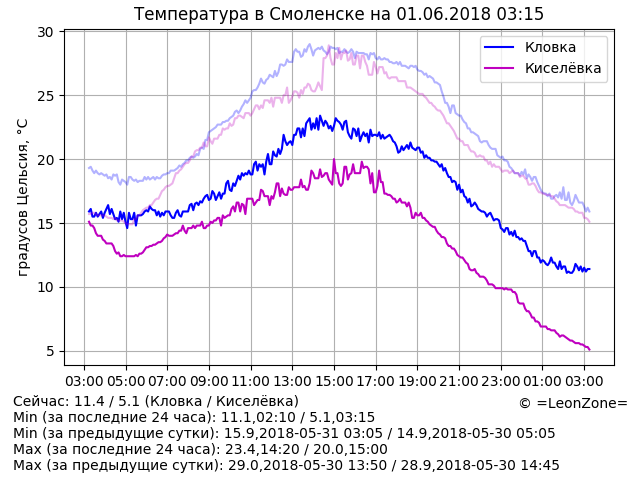 Температура в Смоленске на 01.06.2018 03:15
градусов Цельсия, °C
30
25
20
15
10
5
Кловка
Киселёвка
03:00 05:00 07:00 09:00 11:00 13:00 15:00 17:00 19:00 21:00 23:00 01:00 03:00
Сейчас: 11.4 / 5.1 (Кловка / Киселёвка)
© =LeonZone=
Min (за последние 24 часа): 11.1,02:10 / 5.1,03:15
Min (за предыдущие сутки): 15.9,2018-05-31 03:05 / 14.9,2018-05-30 05:05
Max (за последние 24 часа): 23.4,14:20 / 20.0,15:00
Max (за предыдущие сутки): 29.0,2018-05-30 13:50 / 28.9,2018-05-30 14:45